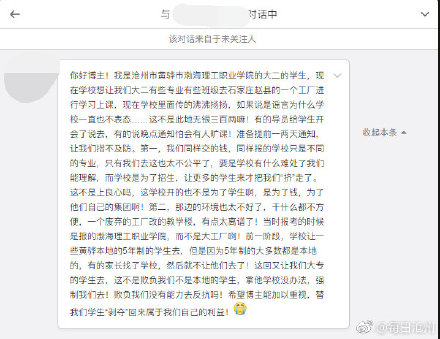 与 对话中
该对话来自于未关注人
你好博主！我是沧州市黄骅市渤海理工职业学院的大二的学生，现
在学校想让我们大二有些专业有些班级去石家庄赵县的一个工厂进
行学习上课，现在学校里面传的沸沸扬扬，如果说是谣言为什么学
校一直也不表态……这不是此地无银三百两嘛！有的导员给学生开
会了说去，有的说晚点通知怕会有人旷课！准备提前一两天通知，
让我们措不及防。第一，我们同样交的钱，同样报的学校只是不同
的专业，只有我们去这也太不公平了，要是学校有什么难处了我们
能理解，而学校是为了招生，让更多的学生来才把我们“挤”走了。
这不是上良心吗，这学校开的也不是为了学生啊，是为了钱，为了
他们自己的集团啊！第二，那边的环境也太不好了，干什么都不方
便，一个废弃的工厂改的教学楼，有点太离谱了！当时报考的时候
是报的渤海理工职业学院，而不是大工厂啊！前一阶段，学校让一
些黄骅本地的5年制的学生去，但是因为5年制的大多数都是本地
的，有的家长找了学校，然后就不让他们去了！这回又让我们大专
的学生去，这不是欺负我们不是本地的学生，拿他学校没办法，强
制我们去！欺负我们没有能力去反抗吗！希望博主能加以重视，替
我们学生“剥夺”回来属于我们自己的利益！
收起本条
@每日沧州